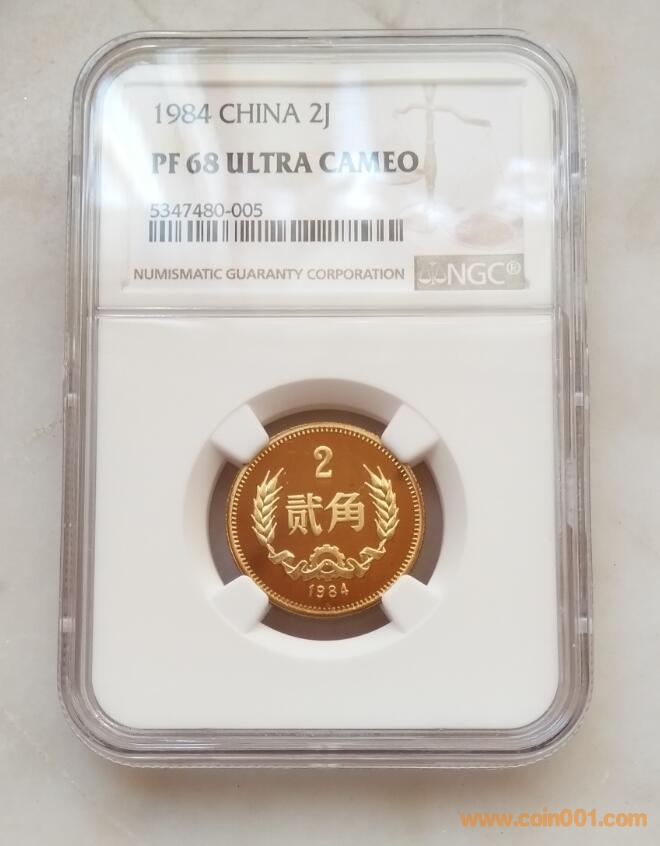 1984 CHINA 2J
PF 68 ULTRA CAMEO
5347480-005
NUMISMATIC GUARANTY CORPORATION
NGC®
2
贰角
1984
www.coin001.com